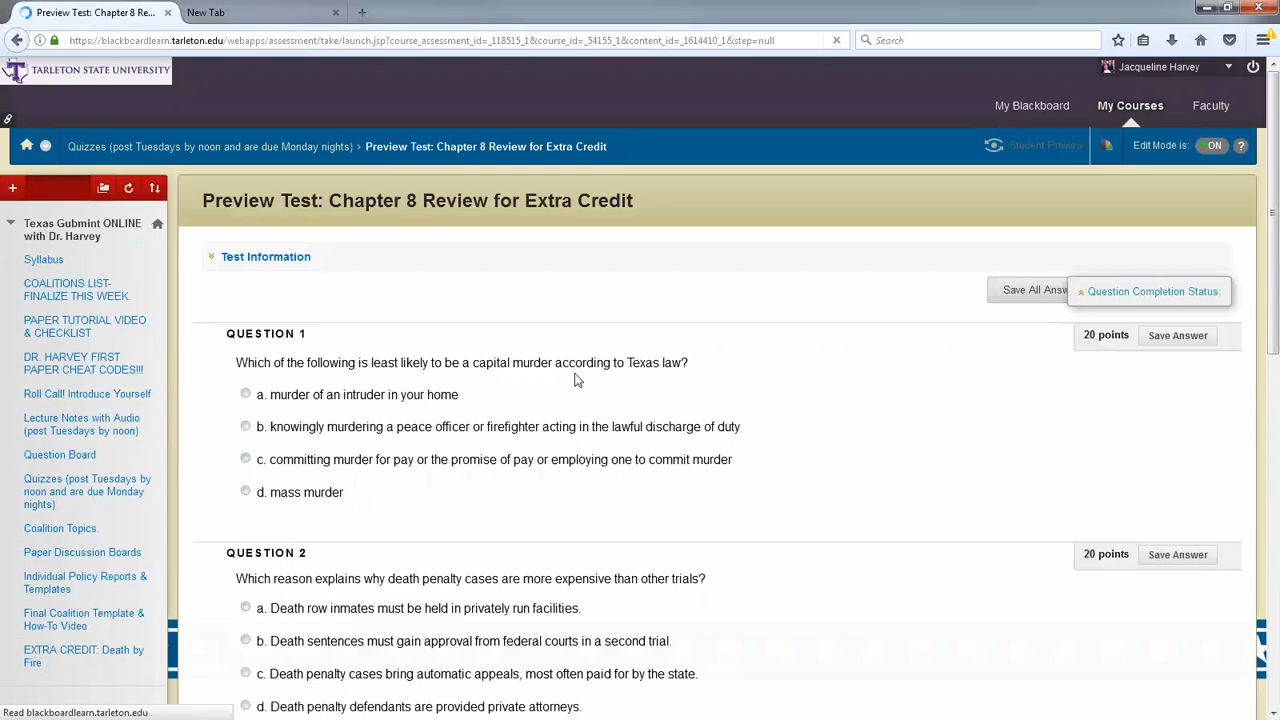 Preview Test: Chapter 8 Re...
New Tab
https://blackboardlearn.tarleton.edu/webapps/assessment/take/launch.jsp?course_assessment_id=_118515_1&course_id=_54155_1&content_id=_1614410_1&step=null
Search
TARLETON STATE UNIVERSITY
Jacqueline Harvey
My Blackboard
My Courses
Faculty
Quizzes (post Tuesdays by noon and are due Monday nights) > Preview Test: Chapter 8 Review for Extra Credit
Student Preview
Edit Mode is:
ON
?
Texas Gubmint ONLINE
with Dr. Harvey
Syllabus
COALITIONS LIST-
FINALIZE THIS WEEK.
PAPER TUTORIAL VIDEO
& CHECKLIST
DR. HARVEY FIRST
PAPER CHEAT CODES!!!
Roll Call! Introduce Yourself
Lecture Notes with Audio
(post Tuesdays by noon)
Question Board
Quizzes (post Tuesdays by
noon and are due Monday
nights)
Coalition Topics.
Paper Discussion Boards
Individual Policy Reports &
Templates
Final Coalition Template &
How-To Video
EXTRA CREDIT: Death by
Fire
Preview Test: Chapter 8 Review for Extra Credit
Test Information
Save All Answ
Question Completion Status:
QUESTION 1
20 points
Save Answer
Which of the following is least likely to be a capital murder according to Texas law?
a. murder of an intruder in your home
b. knowingly murdering a peace officer or firefighter acting in the lawful discharge of duty
c. committing murder for pay or the promise of pay or employing one to commit murder
d. mass murder
QUESTION 2
20 points
Save Answer
Which reason explains why death penalty cases are more expensive than other trials?
a. Death row inmates must be held in privately run facilities.
b. Death sentences must gain approval from federal courts in a second trial.
c. Death penalty cases bring automatic appeals, most often paid for by the state.
d. Death penalty defendants are provided private attorneys.
Read blackboardlearn.tarleton.edu